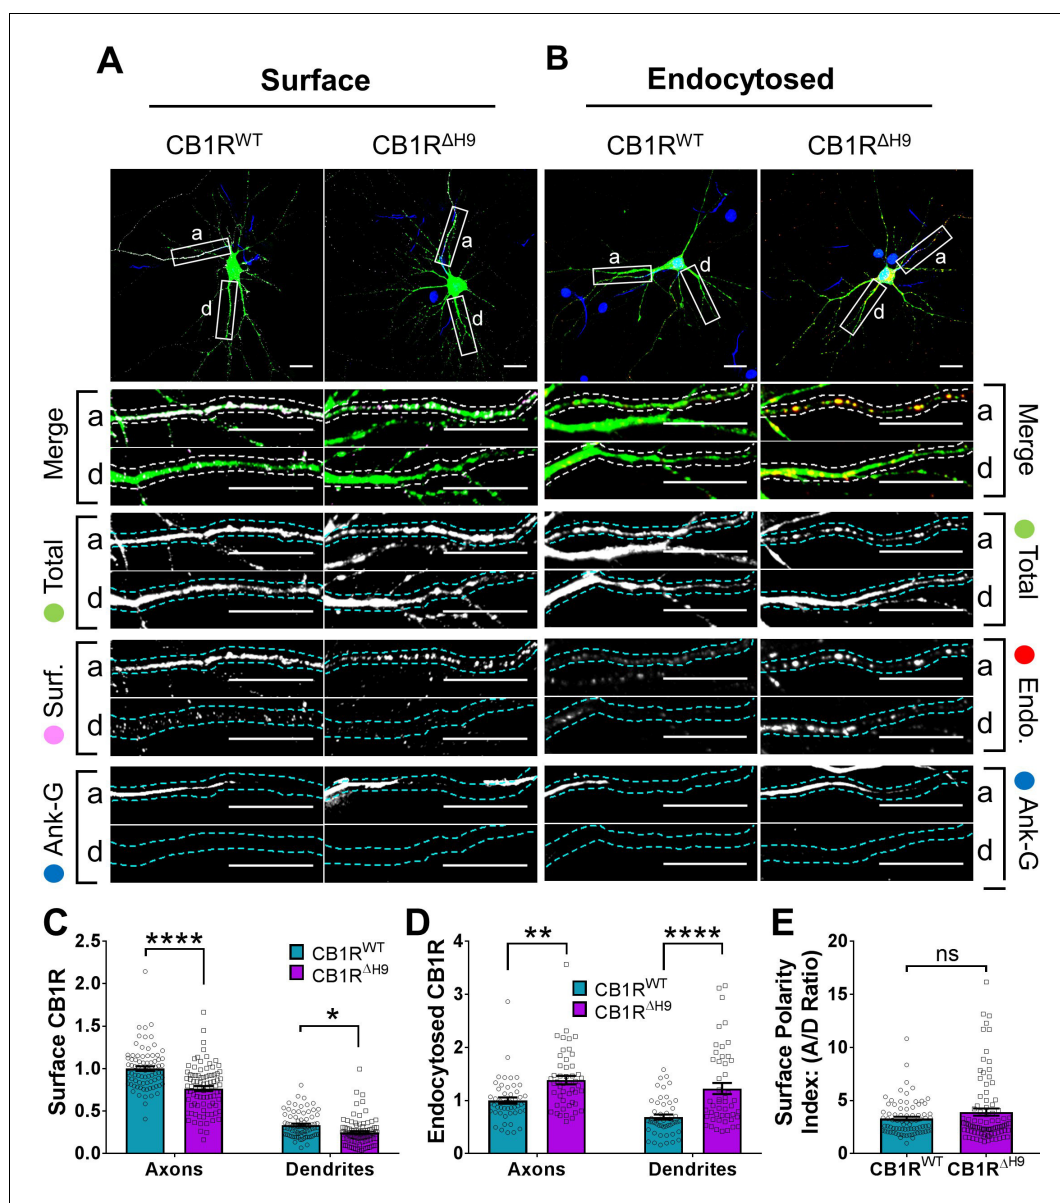 A
B
Surface
Endocytosed
CB1R^WT
CB1R^ΔH9
CB1R^WT
CB1R^ΔH9
a
d
a
d
a
d
a
d
Merge
a
d
a
d
Merge
Total
a
d
a
d
Total
Surf.
a
d
a
d
Endo.
Ank-G
a
d
a
d
Ank-G
C
Surface CB1R
2.5
2.0
1.5
1.0
0.5
0.0
****
*
CB1R^WT
CB1R^ΔH9
Axons
Dendrites
D
Endocytosed CB1R
4
3
2
1
0
**
****
CB1R^WT
CB1R^ΔH9
Axons
Dendrites
E
Surface Polarity
Index: (A/D Ratio)
20
15
10
5
0
ns
CB1R^WT
CB1R^ΔH9